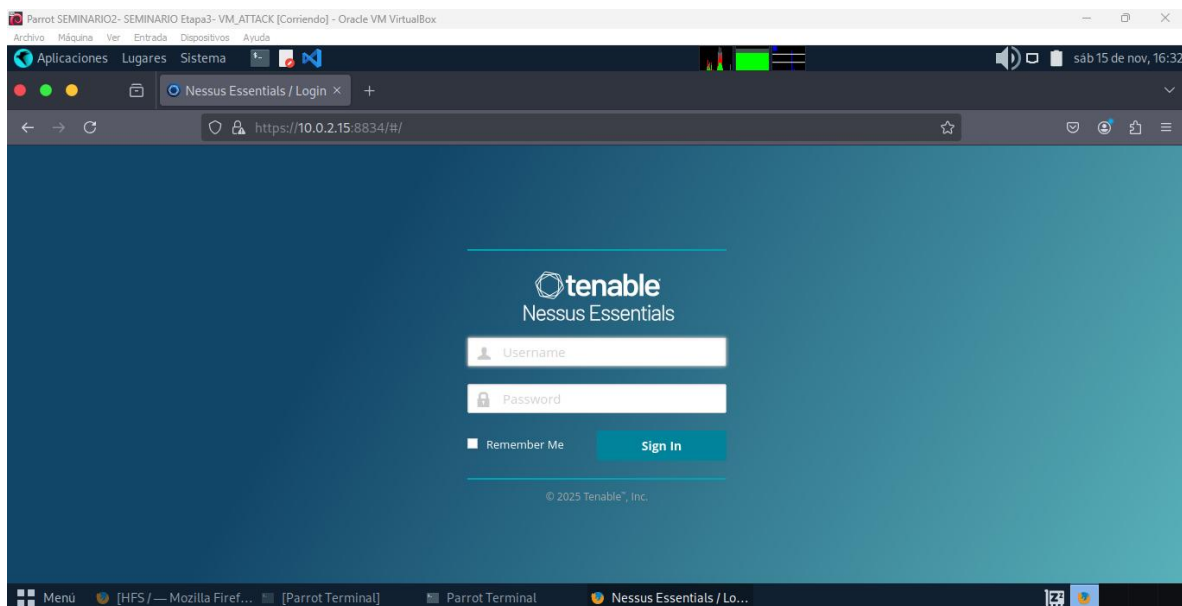 Parrot SEMINARIO2- SEMINARIO Etapa3- VM_ATTACK [Corriendo] - Oracle VM VirtualBox
Archivo Máquina Ver Entrada Dispositivos Ayuda
Aplicaciones Lugares Sistema
sáb 15 de nov, 16:32
Nessus Essentials / Login
https://10.0.2.15:8834/#/
tenable
Nessus Essentials
Username
Password
Remember Me
Sign In
© 2025 Tenable™, Inc.
Menú
[HFS / — Mozilla Firef...
[Parrot Terminal]
Parrot Terminal
Nessus Essentials / Lo...